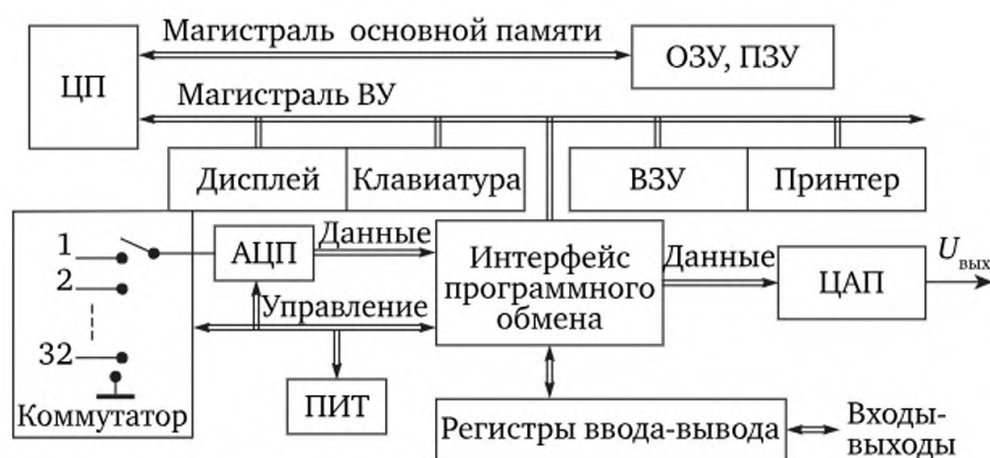 Магистраль основной памяти
ЦП
ОЗУ, ПЗУ
Магистраль ВУ
Дисплей
Клавиатура
ВЗУ
Принтер
1
2
32
Коммутатор
АЦП
Данные
Управление
ПИТ
Интерфейс
программного
обмена
Данные
ЦАП
Uвых
Регистры ввода-вывода
Входы-
выходы